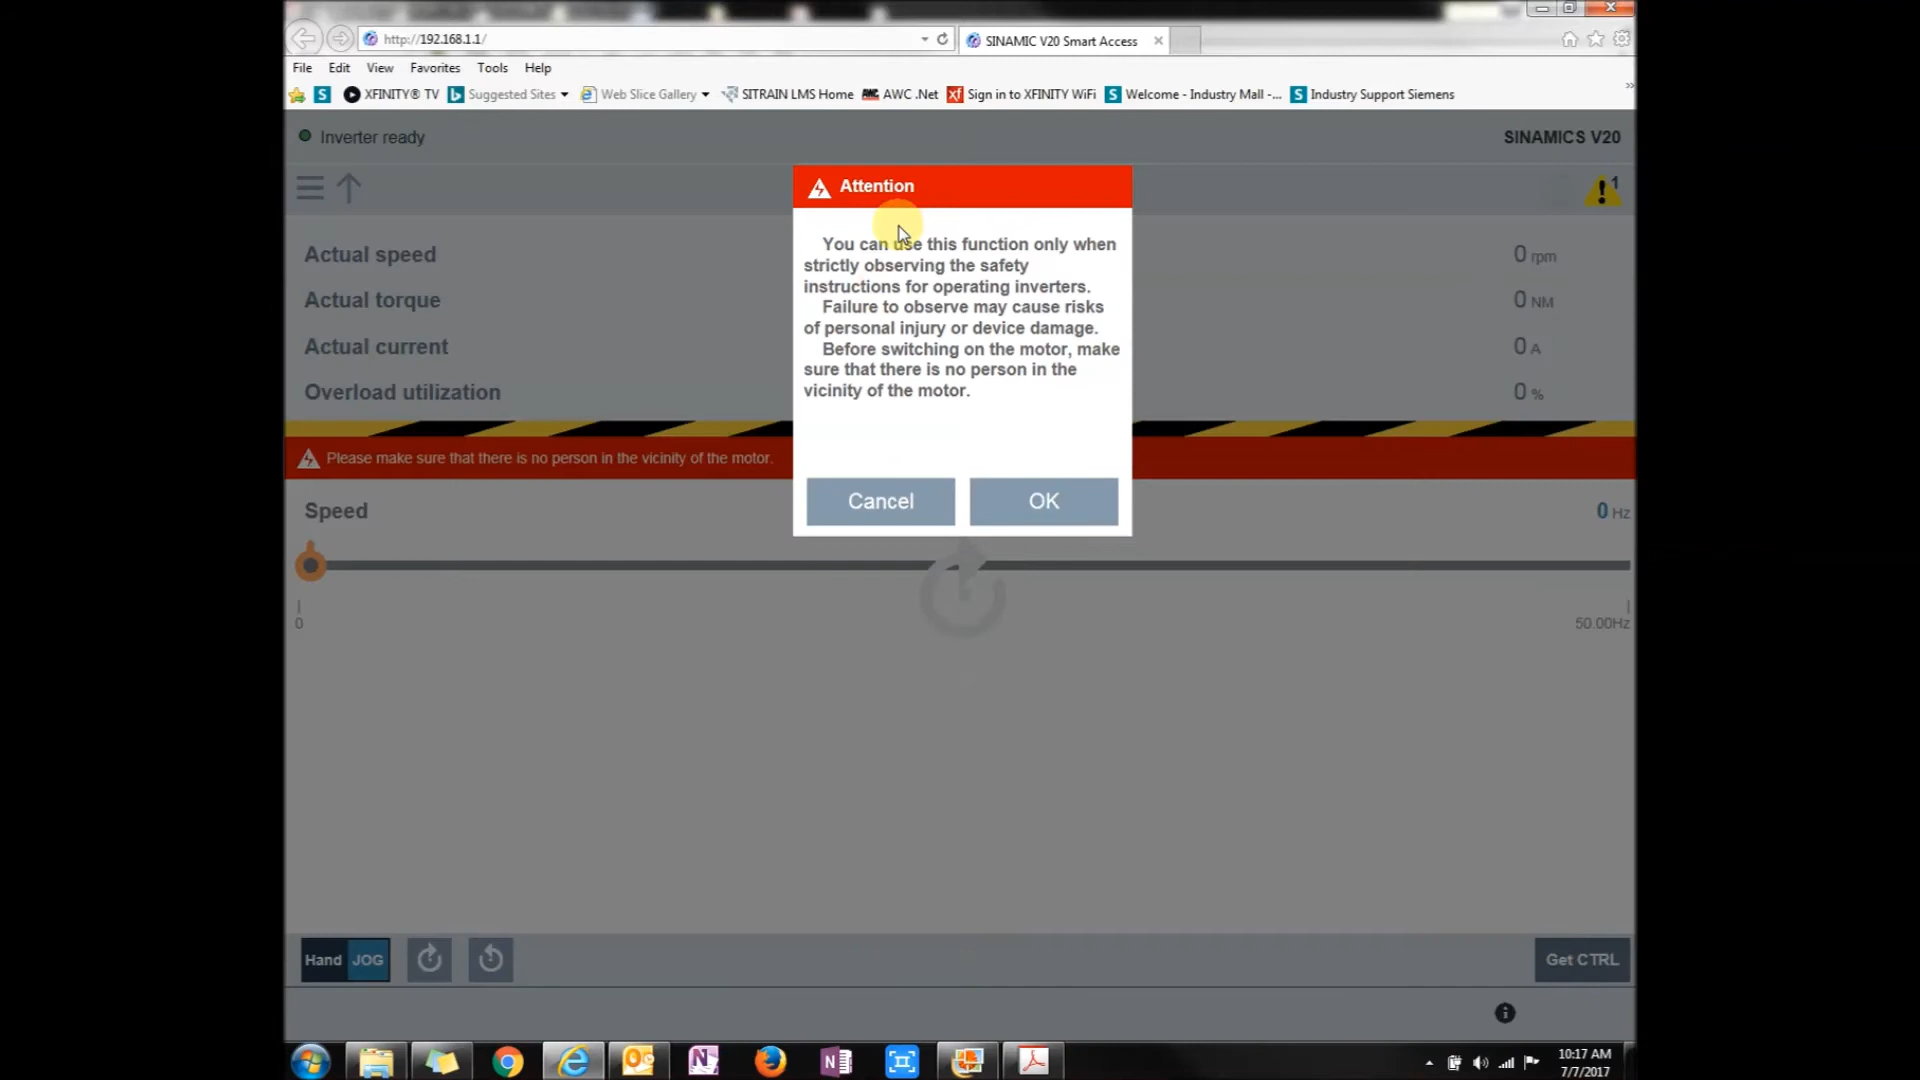 http://192.168.1.1/
SINAMIC V20 Smart Access
File Edit View Favorites Tools Help
XFINITY® TV Suggested Sites Web Slice Gallery SITRAIN LMS Home AWC .Net Sign in to XFINITY WiFi Welcome - Industry Mall -... Industry Support Siemens
Inverter ready
SINAMICS V20
1
Attention
You can use this function only when
strictly observing the safety
instructions for operating inverters.
Failure to observe may cause risks
of personal injury or device damage.
Before switching on the motor, make
sure that there is no person in the
vicinity of the motor.
Cancel OK
Actual speed 0 rpm
Actual torque 0 NM
Actual current 0 A
Overload utilization 0 %
Please make sure that there is no person in the vicinity of the motor.
Speed 0 Hz
0 50.00Hz
Hand JOG Get CTRL
10:17 AM
7/7/2017